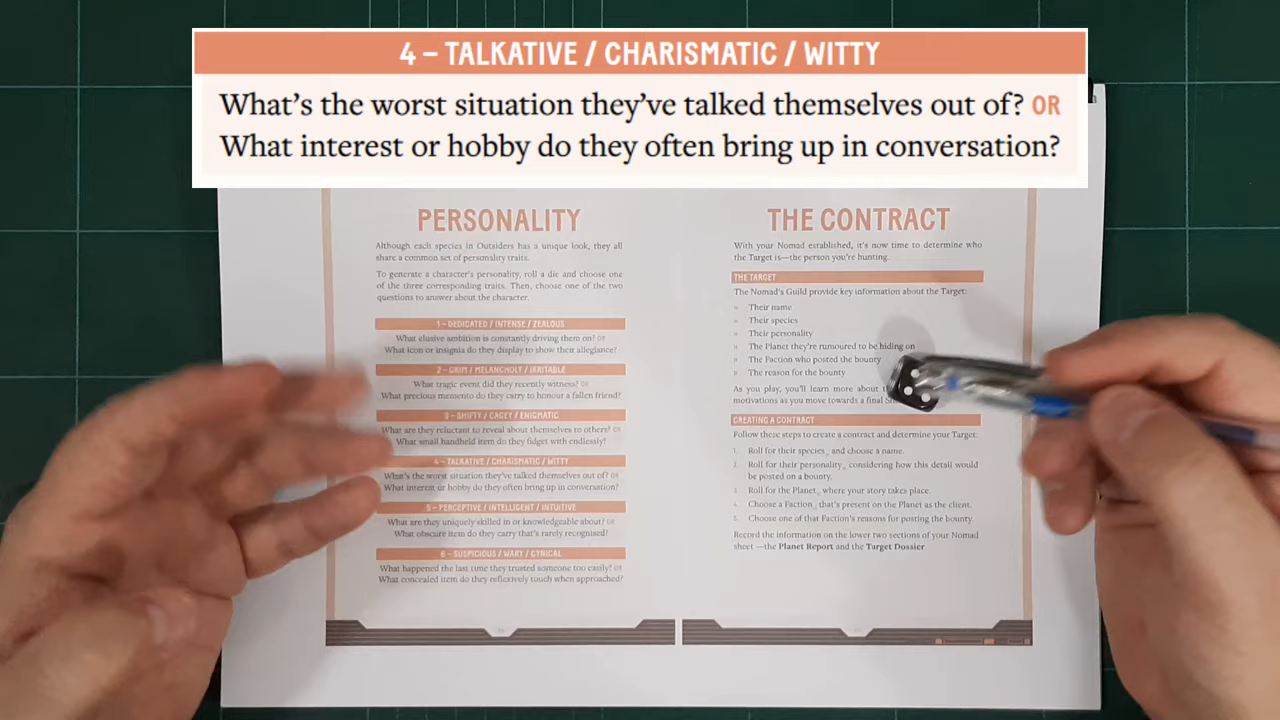 4 – TALKATIVE / CHARISMATIC / WITTY
What's the worst situation they've talked themselves out of? OR
What interest or hobby do they often bring up in conversation?
PERSONALITY
Although each species in Outsiders has a unique look, they all
share a common set of personality traits.
To generate a character's personality, roll a die and choose one
of the three corresponding traits. Then, choose one of the two
questions to answer about the character.
1 – DEDICATED / INTENSE / ZEALOUS
What elusive ambition is constantly driving them on? OR
What icon or insignia do they display to show their allegiance?
2 – GRIM / MELANCHOLY / IRRITABLE
What tragic event did they recently witness? OR
What precious memento do they carry to honour a fallen friend?
3 – SHIFTY / CAGEY / ENIGMATIC
What are they reluctant to reveal about themselves to others? OR
What small handheld item do they fidget with endlessly?
4 – TALKATIVE / CHARISMATIC / WITTY
What's the worst situation they've talked themselves out of? OR
What interest or hobby do they often bring up in conversation?
5 – PERCEPTIVE / INTELLIGENT / INTUITIVE
What are they uniquely skilled in or knowledgeable about? OR
What obscure item do they carry that's rarely recognised?
6 – SUSPICIOUS / WARY / CYNICAL
What happened the last time they trusted someone too easily? OR
What concealed item do they reflexively touch when approached?
THE CONTRACT
With your Nomad established, it's now time to determine who
the Target is—the person you're hunting.
THE TARGET
The Nomad's Guild provide key information about the Target:
» Their name
» Their species
» Their personality
» The Planet they're rumoured to be hiding on
» The Faction who posted the bounty
» The reason for the bounty
As you play, you'll learn more about
motivations as you move towards a final
CREATING A CONTRACT
Follow these steps to create a contract and determine your Target:
1. Roll for their species, and choose a name.
2. Roll for their personality, considering how this detail would
be posted on a bounty.
3. Roll for the Planet, where your story takes place.
4. Choose a Faction, that's present on the Planet as the client.
5. Choose one of that Faction's reasons for posting the bounty.
Record the information on the lower two sections of your Nomad
sheet —the Planet Report and the Target Dossier